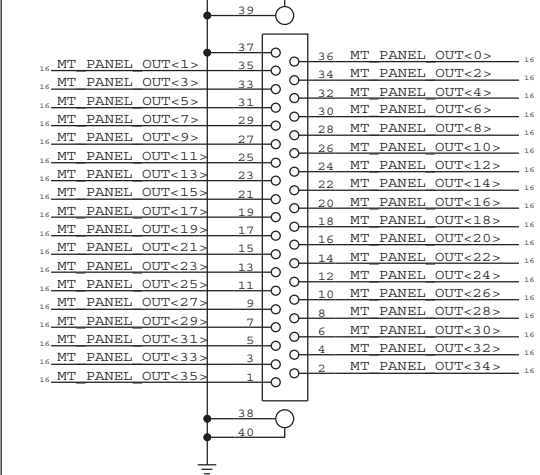 39
37
16 MT_PANEL_OUT<1> 35
36 MT_PANEL_OUT<0> 16
16 MT_PANEL_OUT<3> 33
34 MT_PANEL_OUT<2> 16
16 MT_PANEL_OUT<5> 31
32 MT_PANEL_OUT<4> 16
16 MT_PANEL_OUT<7> 29
30 MT_PANEL_OUT<6> 16
16 MT_PANEL_OUT<9> 27
28 MT_PANEL_OUT<8> 16
16 MT_PANEL_OUT<11> 25
26 MT_PANEL_OUT<10> 16
16 MT_PANEL_OUT<13> 23
24 MT_PANEL_OUT<12> 16
16 MT_PANEL_OUT<15> 21
22 MT_PANEL_OUT<14> 16
16 MT_PANEL_OUT<17> 19
20 MT_PANEL_OUT<16> 16
16 MT_PANEL_OUT<19> 17
18 MT_PANEL_OUT<18> 16
16 MT_PANEL_OUT<21> 15
16 MT_PANEL_OUT<20> 16
16 MT_PANEL_OUT<23> 13
14 MT_PANEL_OUT<22> 16
16 MT_PANEL_OUT<25> 11
12 MT_PANEL_OUT<24> 16
16 MT_PANEL_OUT<27> 9
10 MT_PANEL_OUT<26> 16
16 MT_PANEL_OUT<29> 7
8 MT_PANEL_OUT<28> 16
16 MT_PANEL_OUT<31> 5
6 MT_PANEL_OUT<30> 16
16 MT_PANEL_OUT<33> 3
4 MT_PANEL_OUT<32> 16
16 MT_PANEL_OUT<35> 1
2 MT_PANEL_OUT<34> 16
38
40